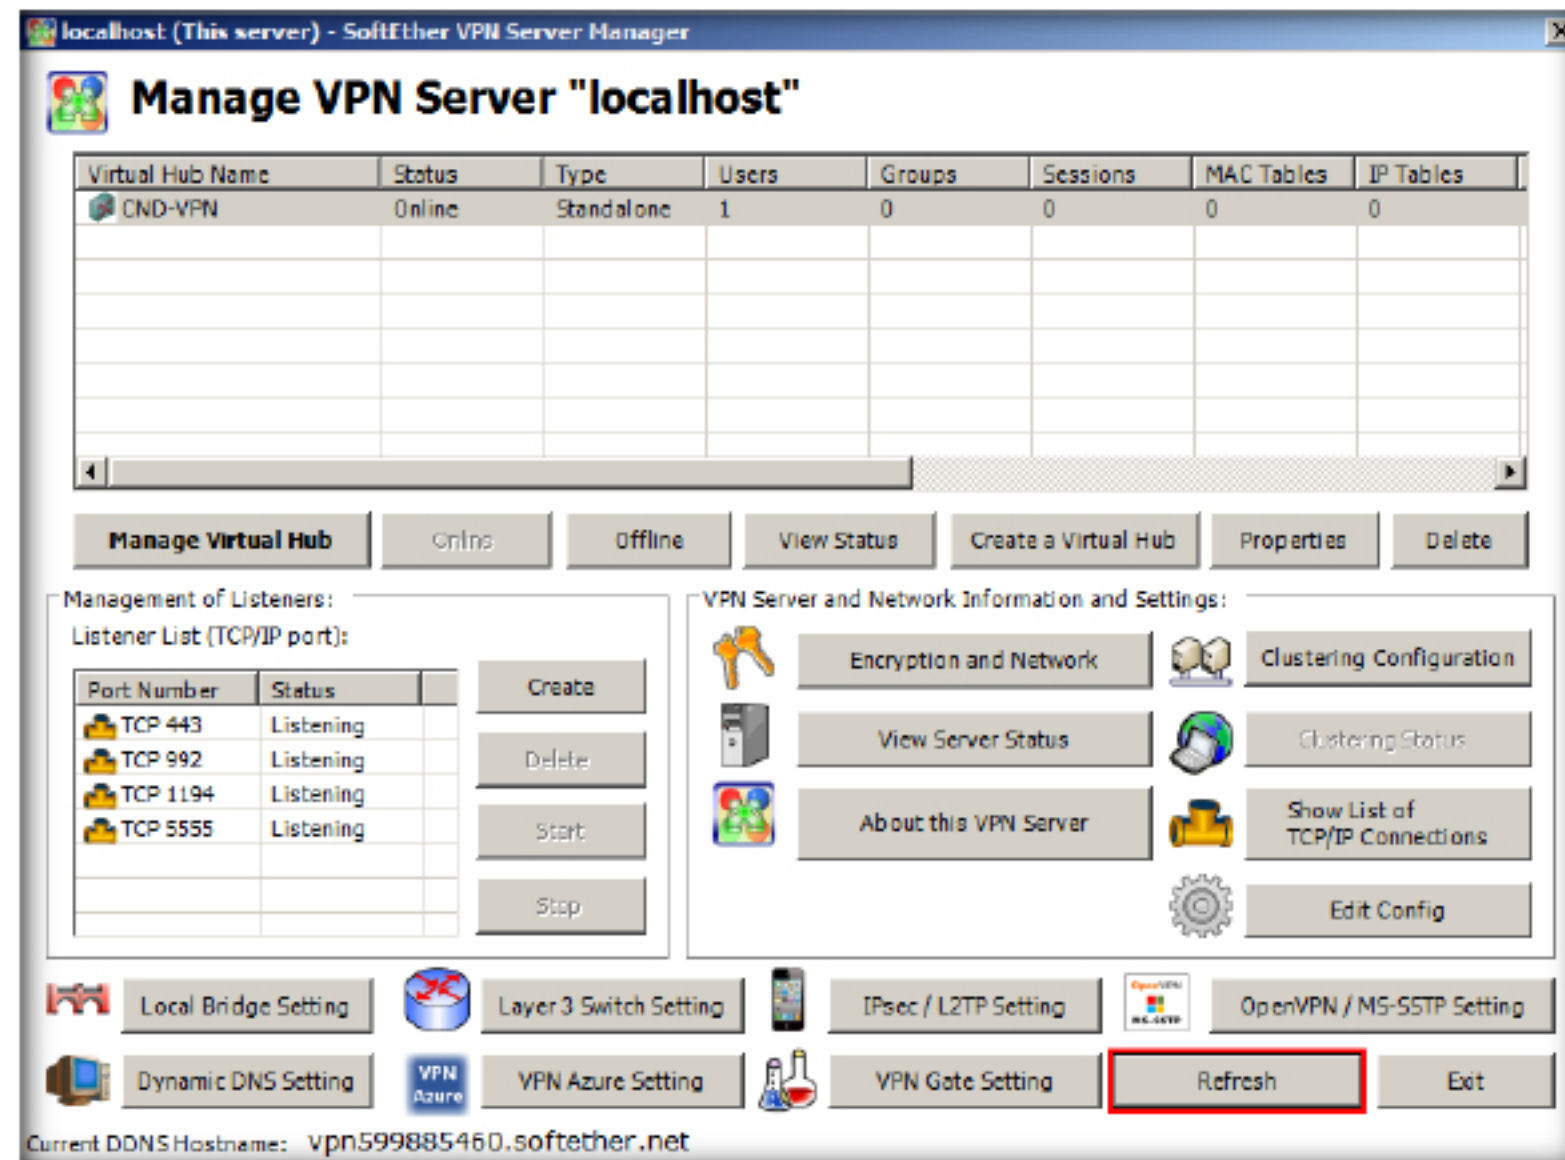 localhost (This server) - SoftEther VPN Server Manager
Manage VPN Server "localhost"
Virtual Hub Name Status Type Users Groups Sessions MAC Tables IP Tables
CND-VPN Online Standalone 1 0 0 0 0
Manage Virtual Hub Online Offline View Status Create a Virtual Hub Properties Delete
Management of Listeners:
Listener List (TCP/IP port):
Port Number Status
TCP 443 Listening
TCP 992 Listening
TCP 1194 Listening
TCP 5555 Listening
Create
Delete
Start
Stop
VPN Server and Network Information and Settings:
Encryption and Network
Clustering Configuration
View Server Status
Clustering Status
About this VPN Server
Show List of
TCP/IP Connections
Edit Config
Local Bridge Setting Layer 3 Switch Setting IPsec / L2TP Setting OpenVPN MS-SSTP OpenVPN / MS-SSTP Setting
Dynamic DNS Setting VPN Azure VPN Azure Setting VPN Gate Setting Refresh Exit
Current DDNS Hostname: vpn599885460.softether.net